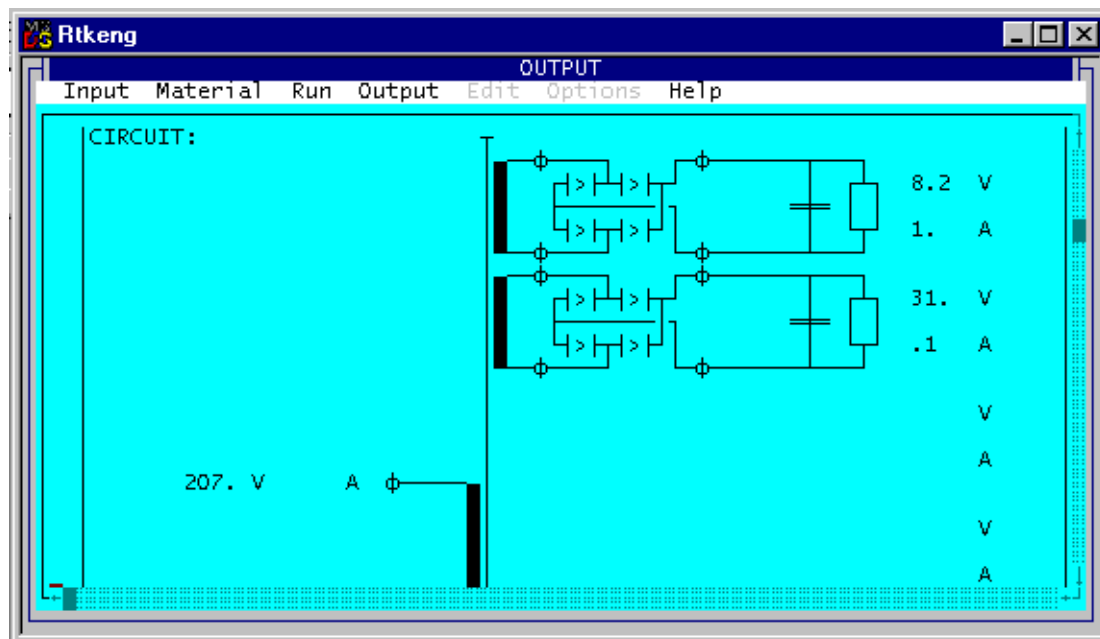 Rtkeng
OUTPUT
Input Material Run Output Edit Options Help
CIRCUIT:
8.2 V
1. A
31. V
.1 A
V
A
207. V A
V
A